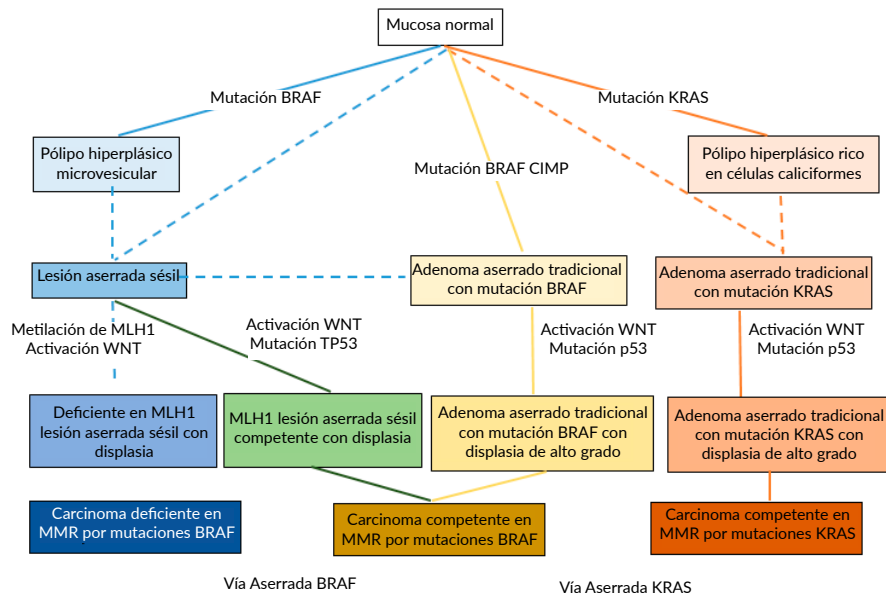 Mucosa normal
Mutación BRAF
Mutación KRAS
Pólipo hiperplásico
microvesicular
Mutación BRAF CIMP
Pólipo hiperplásico rico
en células caliciformes
Lesión aserrada sésil
Adenoma aserrado tradicional
con mutación BRAF
Adenoma aserrado tradicional
con mutación KRAS
Metilación de MLH1
Activación WNT
Activación WNT
Mutación TP53
Activación WNT
Mutación p53
Activación WNT
Mutación p53
Deficiente en MLH1
lesión aserrada sésil con
displasia
MLH1 lesión aserrada sésil
competente con displasia
Adenoma aserrado tradicional
con mutación BRAF con
displasia de alto grado
Adenoma aserrado tradicional
con mutación KRAS con
displasia de alto grado
Carcinoma deficiente en
MMR por mutaciones BRAF
Carcinoma competente en
MMR por mutaciones BRAF
Carcinoma competente en
MMR por mutaciones KRAS
Vía Aserrada BRAF
Vía Aserrada KRAS